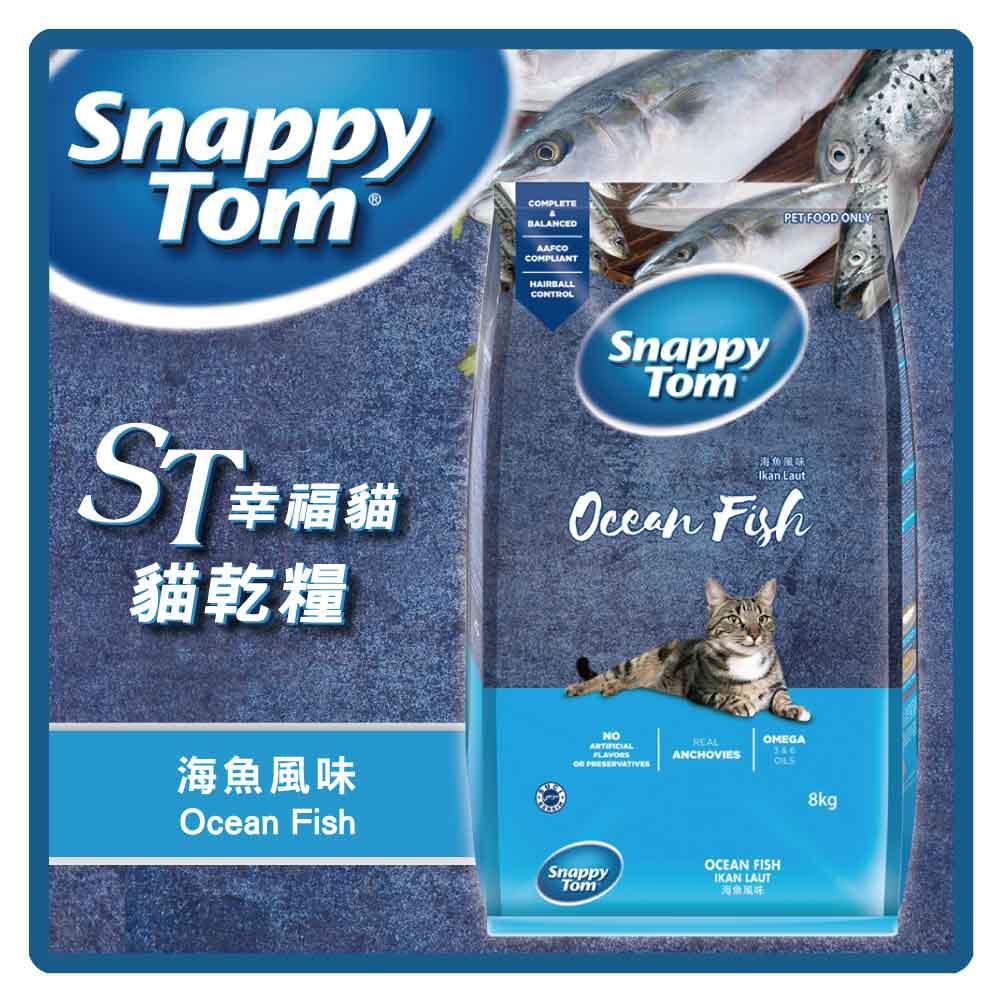 Snappy
Tom®
ST幸福貓
貓乾糧
海魚風味
Ocean Fish
COMPLETE
&
BALANCED
AAFCO
COMPLIANT
HAIRBALL
CONTROL
PET FOOD ONLY
Snappy
Tom
海魚風味
Ikan Laut
Ocean Fish
NO
ARTIFICIAL
FLAVORS
OR PRESERVATIVES
REAL
ANCHOVIES
OMEGA
3 & 6
OILS
8kg
Snappy
Tom
OCEAN FISH
IKAN LAUT
海魚風味